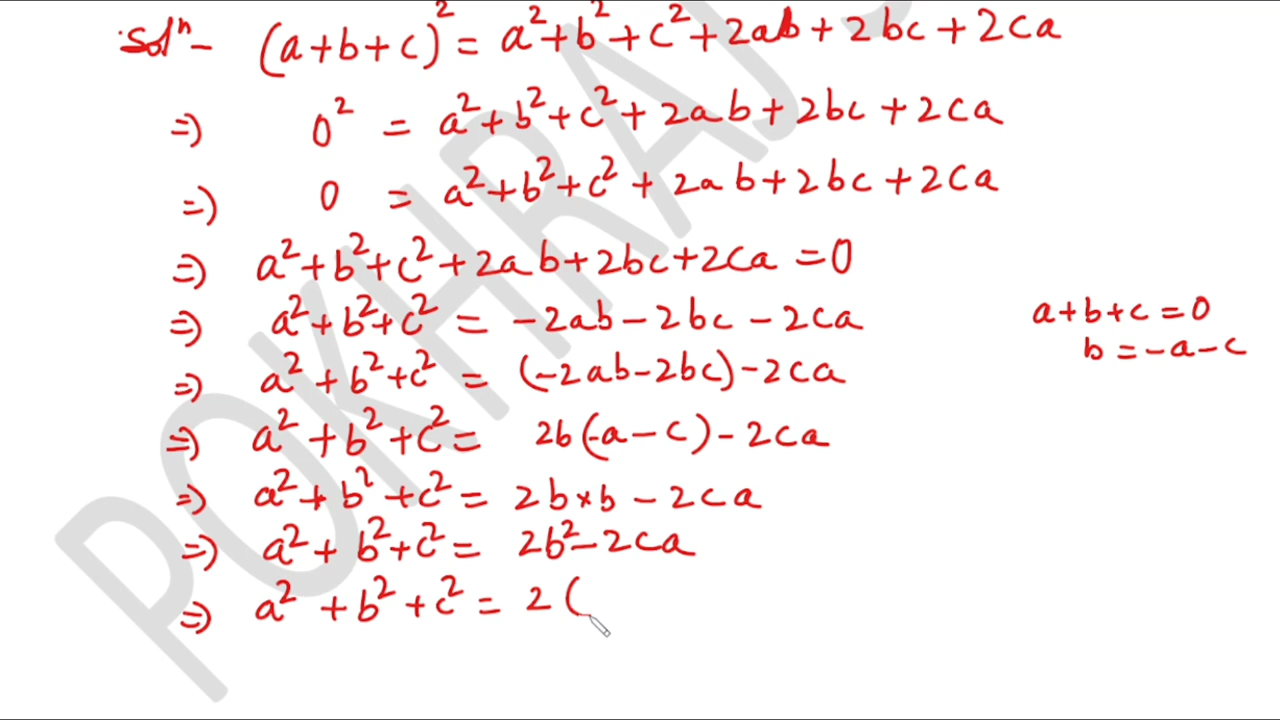 Solⁿ- (a+b+c)² = a²+b²+c²+2ab+2bc+2ca
⇒ 0² = a²+b²+c²+2ab+2bc+2ca
⇒ 0 = a²+b²+c²+2ab+2bc+2ca
⇒ a²+b²+c²+2ab+2bc+2ca=0
⇒ a²+b²+c² = -2ab-2bc-2ca
a+b+c=0
b=-a-c
⇒ a²+b²+c² = (-2ab-2bc)-2ca
⇒ a²+b²+c²= 2b(-a-c)-2ca
⇒ a²+b²+c²= 2b×b-2ca
⇒ a²+b²+c²= 2b²-2ca
⇒ a²+b²+c²= 2(
POKHRAJ